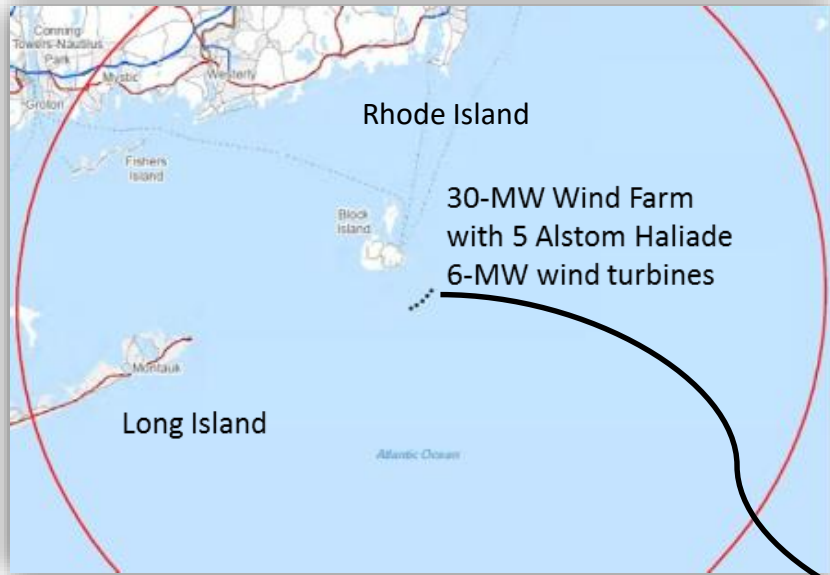 Conning
Towers-Nautilus
Park
Mystic
Westerly
Groton
Rhode Island
Fishers
Island
30-MW Wind Farm
with 5 Alstom Haliade
6-MW wind turbines
Block
Island
Montauk
Long Island
Atlantic Ocean